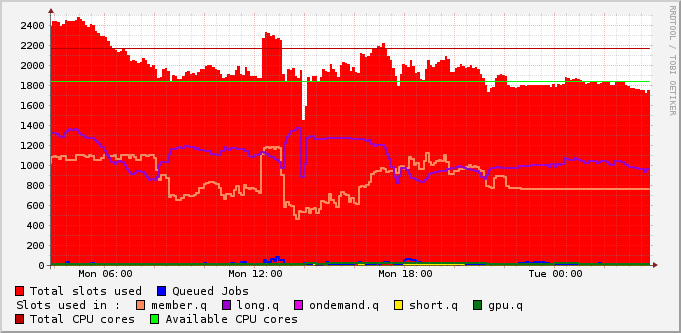 2400
2200
2000
1800
1600
1400
1200
1000
800
600
400
200
0
Mon 06:00 Mon 12:00 Mon 18:00 Tue 00:00
RRDTOOL / TOBI OETIKER
Total slots used Queued Jobs
Slots used in : member.q long.q ondemand.q short.q gpu.q
Total CPU cores Available CPU cores